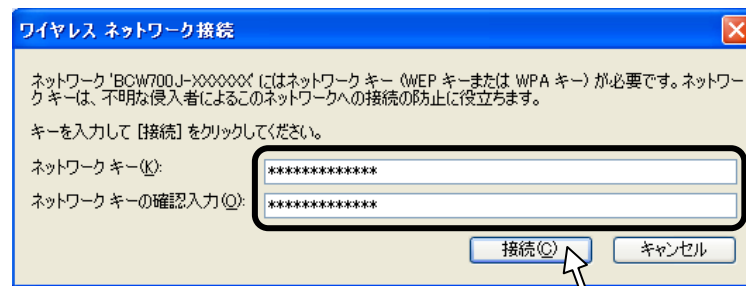 ワイヤレス ネットワーク接続
ネットワーク 'BCW700J-XXXXXX' にはネットワーク キー (WEP キーまたは WPA キー) が必要です。ネットワー
ク キーは、不明な侵入者によるこのネットワークへの接続の防止に役立ちます。
キーを入力して [接続] をクリックしてください。
ネットワーク キー(K): *************
ネットワーク キーの確認入力(O): *************
接続(C) キャンセル